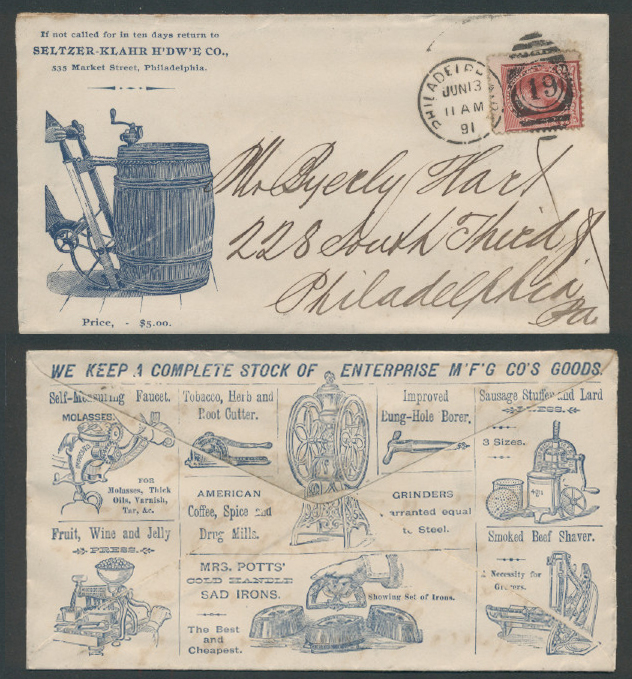 If not called for in ten days return to
SELTZER-KLAHR H'DW'E CO.,
535 Market Street, Philadelphia.
PHILADELPHIA
JUN 13
11 AM
91
19
Mr Byerly Hart
228 South Third St
Philadelphia
Pa
Price, - $5.00.
WE KEEP A COMPLETE STOCK OF ENTERPRISE M'F'G CO'S GOODS.
Self-Measuring Faucet.
MOLASSES.
FOR
Molasses, Thick
Oils, Varnish,
Tar, &c.
Tobacco, Herb and
Root Cutter.
Improved
Bung-Hole Borer.
Sausage Stuffer and Lard
PRESS.
3 Sizes.
AMERICAN
Coffee, Spice and
Drug Mills.
GRINDERS
Warranted equal
to Steel.
Fruit, Wine and Jelly
PRESS.
MRS. POTTS'
COLD HANDLE
SAD IRONS.
The Best
and
Cheapest.
Showing Set of Irons.
Smoked Beef Shaver.
A Necessity for
Grocers.